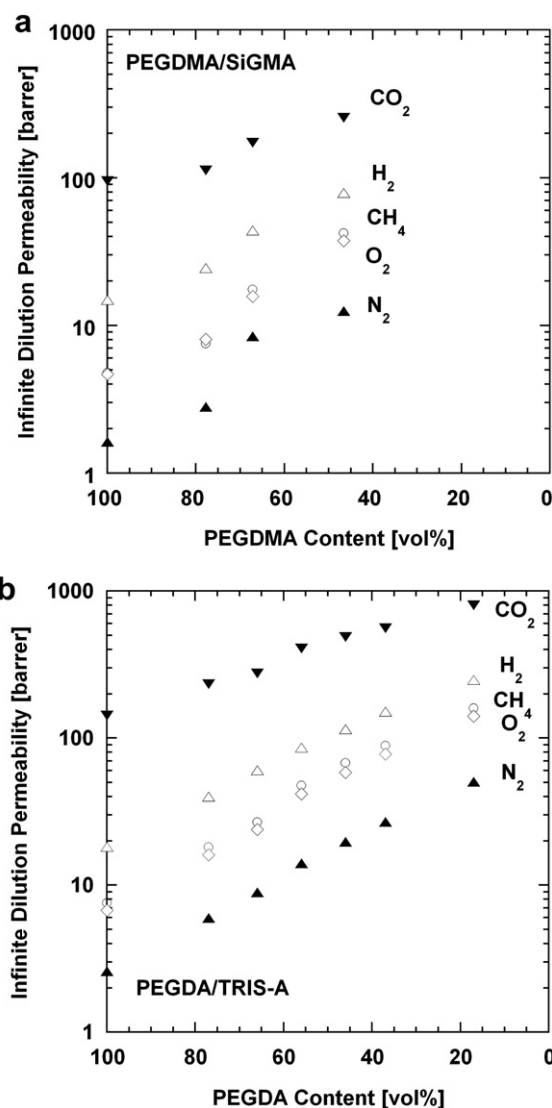 a
1000
PEGDMA/SiGMA
CO2
100
H2
CH4
O2
10
N2
1
100 80 60 40 20 0
Infinite Dilution Permeability [barrer]
PEGDMA Content [vol%]
b
1000
CO2
H2
CH4
100
O2
N2
10
PEGDA/TRIS-A
1
100 80 60 40 20 0
Infinite Dilution Permeability [barrer]
PEGDA Content [vol%]